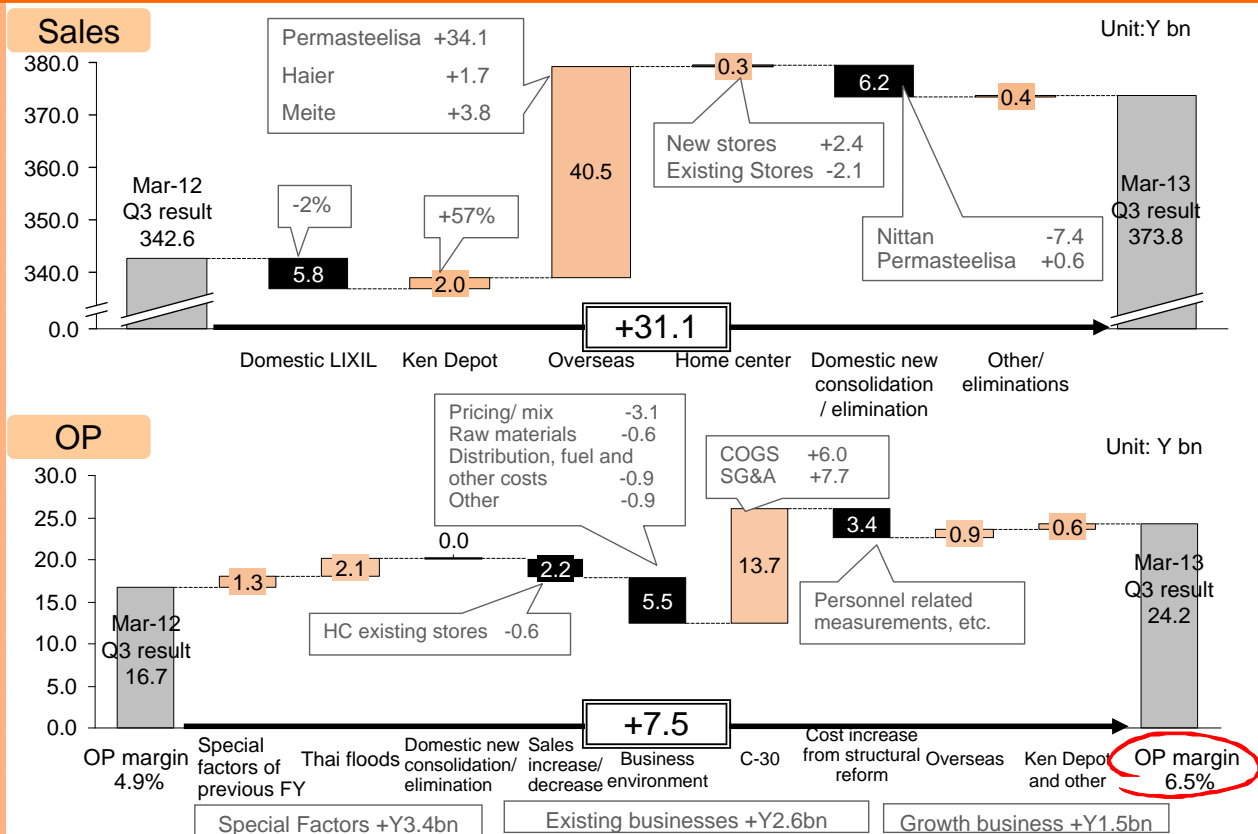 Sales
Unit:Y bn
380.0
370.0
360.0
350.0
340.0
0.0
Permasteelisa +34.1
Haier +1.7
Meite +3.8
Mar-12
Q3 result
342.6
-2%
5.8
+57%
2.0
40.5
0.3
New stores +2.4
Existing Stores -2.1
6.2
Nittan -7.4
Permasteelisa +0.6
0.4
Mar-13
Q3 result
373.8
+31.1
Domestic LIXIL
Ken Depot
Overseas
Home center
Domestic new
consolidation
/ elimination
Other/
eliminations
OP
Unit: Y bn
30.0
25.0
20.0
15.0
10.0
5.0
0.0
Mar-12
Q3 result
16.7
1.3
2.1
0.0
2.2
HC existing stores -0.6
Pricing/ mix -3.1
Raw materials -0.6
Distribution, fuel and
other costs -0.9
Other -0.9
5.5
COGS +6.0
SG&A +7.7
13.7
3.4
Personnel related
measurements, etc.
0.9
0.6
Mar-13
Q3 result
24.2
+7.5
OP margin
4.9%
Special
factors of
previous FY
Thai floods
Domestic new
consolidation/
elimination
Sales
increase/
decrease
Business
environment
C-30
Cost increase
from structural
reform
Overseas
Ken Depot
and other
OP margin
6.5%
Special Factors +Y3.4bn
Existing businesses +Y2.6bn
Growth business +Y1.5bn